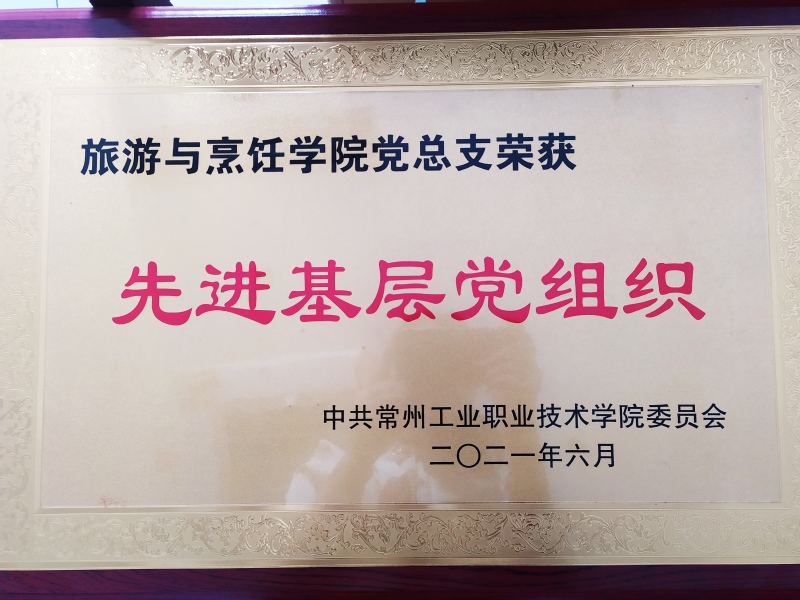 旅游与烹饪学院党总支荣获
先进基层党组织
中共常州工业职业技术学院委员会
二〇二一年六月